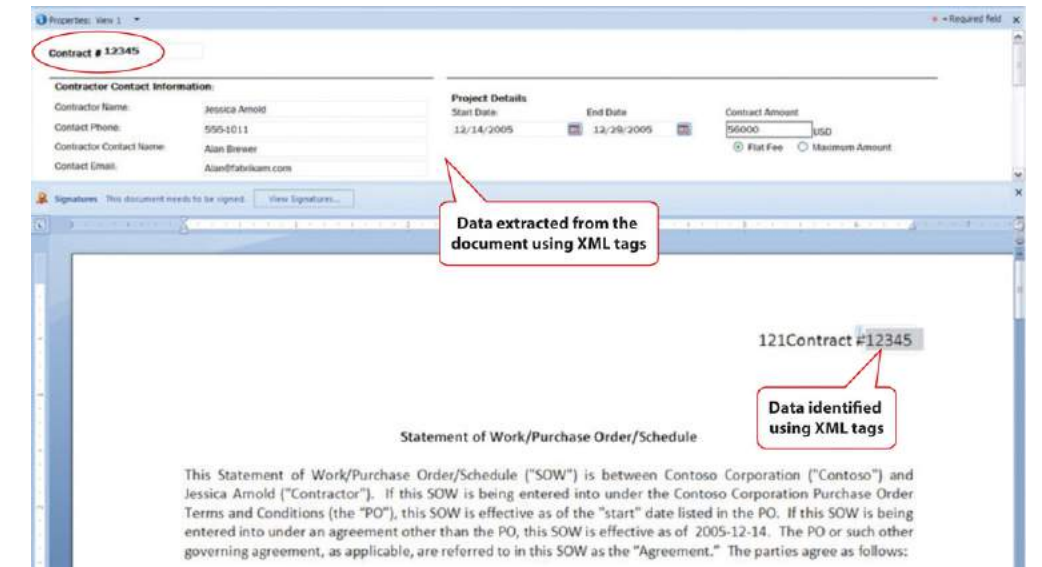 Properties: View 1
* = Required field
Contract # 12345
Contractor Contact Information:
Contractor Name: Jessica Arnold
Contact Phone: 555-1011
Contractor Contact Name: Alan Brewer
Contact Email: Alan@fabrikam.com
Project Details
Start Date: End Date Contract Amount
12/14/2005 12/29/2005 56000 USD
Flat Fee Maximum Amount
Signatures This document needs to be signed. View Signatures...
Data extracted from the
document using XML tags
121Contract #12345
Data identified
using XML tags
Statement of Work/Purchase Order/Schedule
This Statement of Work/Purchase Order/Schedule ("SOW") is between Contoso Corporation ("Contoso") and
Jessica Arnold ("Contractor"). If this SOW is being entered into under the Contoso Corporation Purchase Order
Terms and Conditions (the "PO"), this SOW is effective as of the "start" date listed in the PO. If this SOW is being
entered into under an agreement other than the PO, this SOW is effective as of 2005-12-14. The PO or such other
governing agreement, as applicable, are referred to in this SOW as the "Agreement." The parties agree as follows: